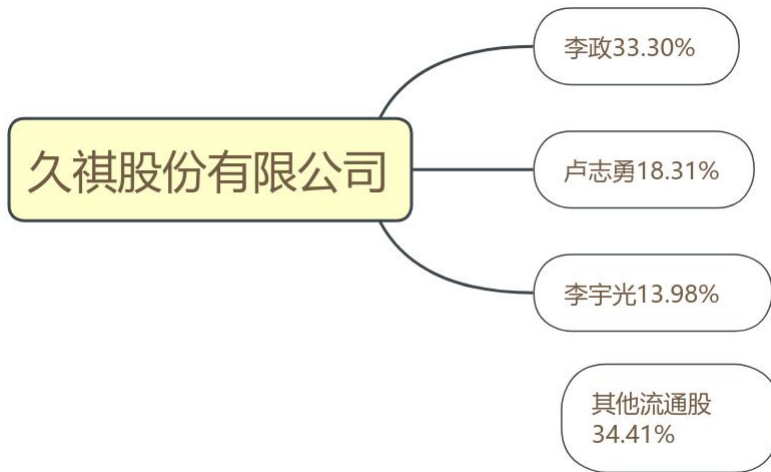 久祺股份有限公司
李政33.30%
卢志勇18.31%
李宇光13.98%
其他流通股
34.41%